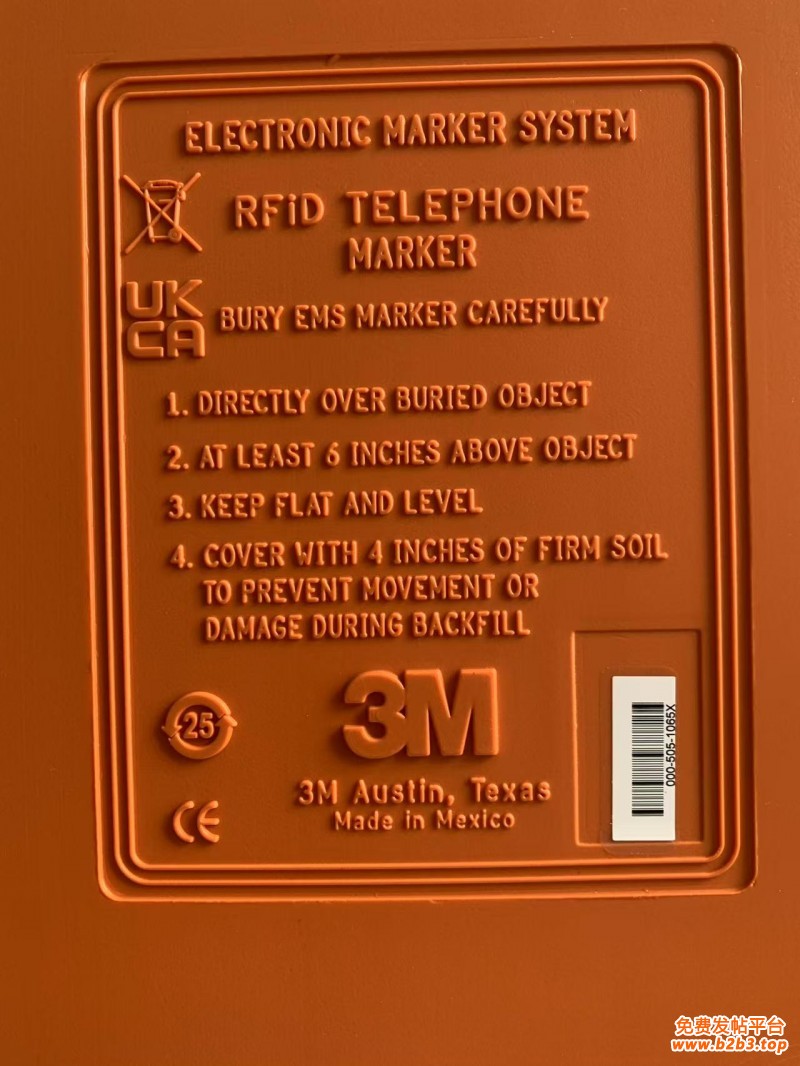 ELECTRONIC MARKER SYSTEM
RFiD TELEPHONE
MARKER
UK
CA
BURY EMS MARKER CAREFULLY
1. DIRECTLY OVER BURIED OBJECT
2. AT LEAST 6 INCHES ABOVE OBJECT
3. KEEP FLAT AND LEVEL
4. COVER WITH 4 INCHES OF FIRM SOIL
TO PREVENT MOVEMENT OR
DAMAGE DURING BACKFILL
25
3M
000-505-1065X
3M Austin, Texas
Made in Mexico
CE
免费发帖平台
www.b2b3.top